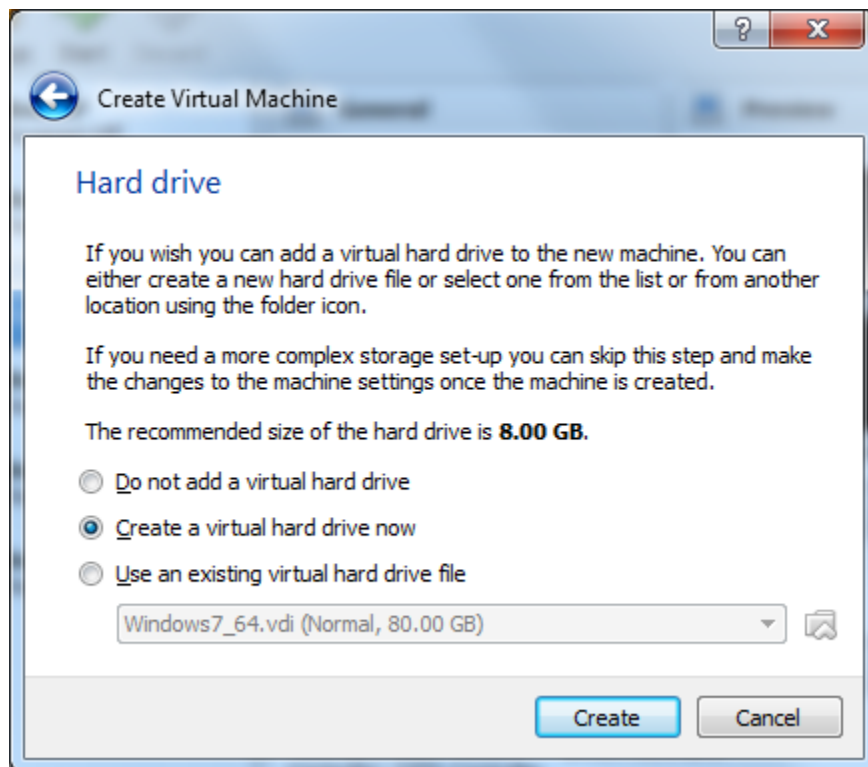 Create Virtual Machine
Hard drive
If you wish you can add a virtual hard drive to the new machine. You can
either create a new hard drive file or select one from the list or from another
location using the folder icon.
If you need a more complex storage set-up you can skip this step and make
the changes to the machine settings once the machine is created.
The recommended size of the hard drive is 8.00 GB.
Do not add a virtual hard drive
Create a virtual hard drive now
Use an existing virtual hard drive file
Windows7_64.vdi (Normal, 80.00 GB)
Create Cancel